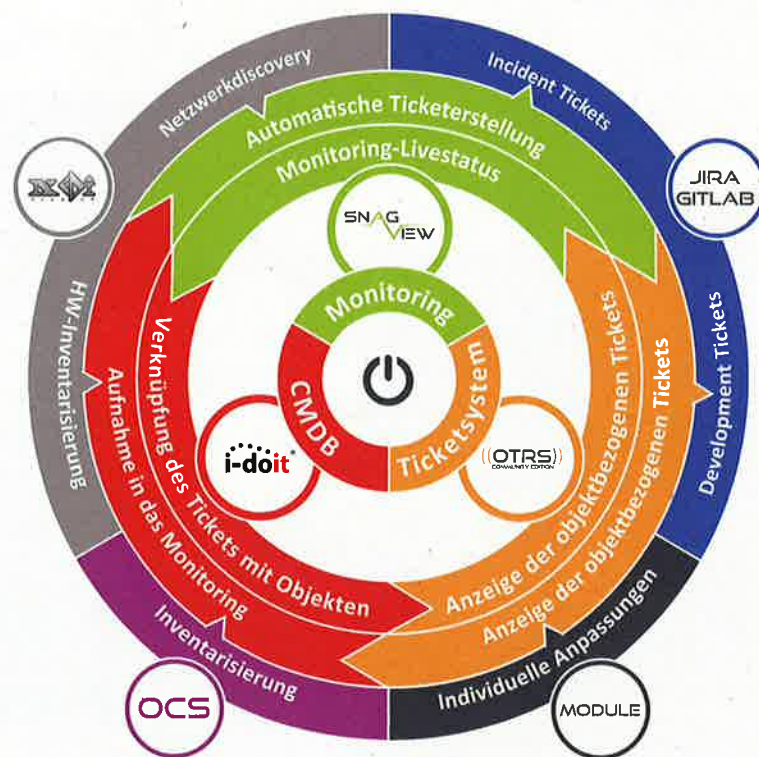 Netzwerkdiscovery
Incident Tickets
Automatische Ticketerstellung
Monitoring-Livestatus
SNAG
VIEW
JIRA
GITLAB
Monitoring
CMDB
Ticketsystem
i-doit
((OTRS))
COMMUNITY EDITION
HW-Inventarisierung
Aufnahme in das Monitoring
Verknüpfung des Tickets mit Objekten
Anzeige der objektbezogenen Tickets
Anzeige der objektbezogenen Tickets
Development Tickets
Inventarisierung
Individuelle Anpassungen
OCS
MODULE